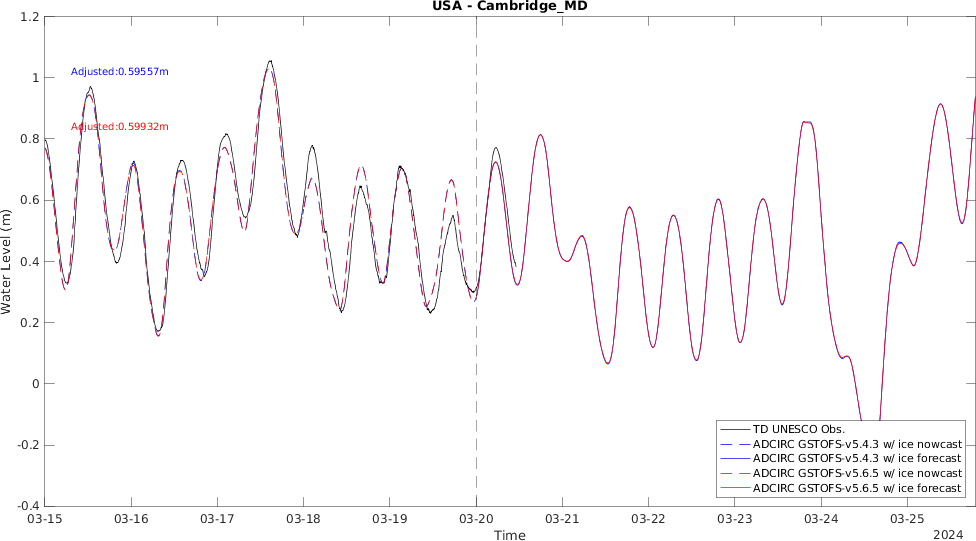 USA - Cambridge_MD
1.2
1
0.8
0.6
0.4
0.2
0
-0.2
-0.4
Water Level (m)
Adjusted:0.59557m
Adjusted:0.59932m
TD UNESCO Obs.
ADCIRC GSTOFS-v5.4.3 w/ ice nowcast
ADCIRC GSTOFS-v5.4.3 w/ ice forecast
ADCIRC GSTOFS-v5.6.5 w/ ice nowcast
ADCIRC GSTOFS-v5.6.5 w/ ice forecast
03-15 03-16 03-17 03-18 03-19 03-20 03-21 03-22 03-23 03-24 03-25
Time
2024